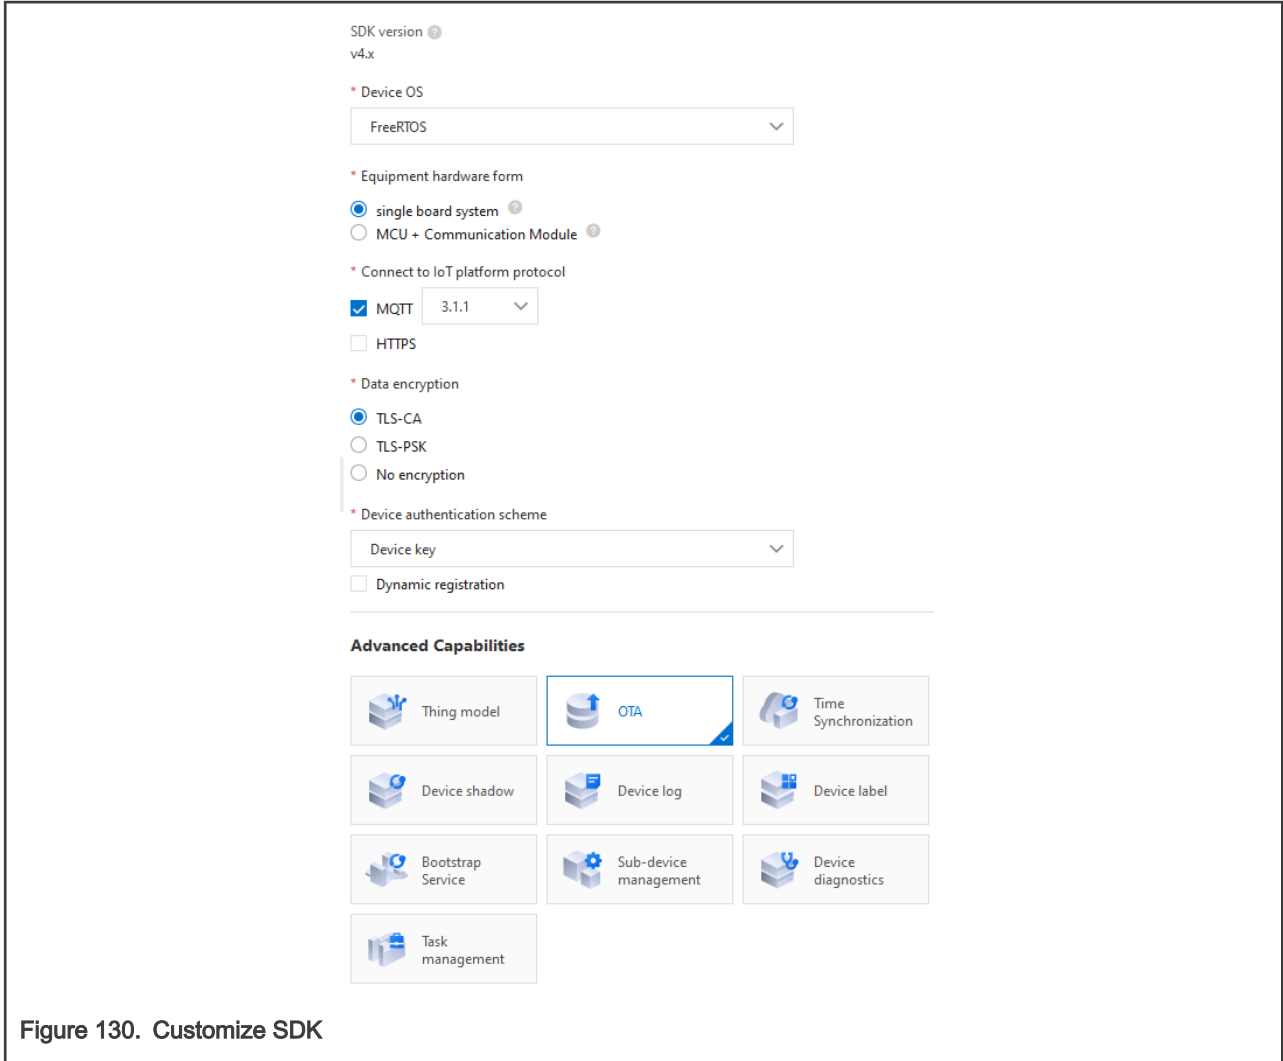 SDK version ?
v4.x
* Device OS
FreeRTOS
* Equipment hardware form
single board system ?
MCU + Communication Module ?
* Connect to IoT platform protocol
MQTT 3.1.1
HTTPS
* Data encryption
TLS-CA
TLS-PSK
No encryption
* Device authentication scheme
Device key
Dynamic registration
Advanced Capabilities
Thing model
OTA
Time
Synchronization
Device shadow
Device log
Device label
Bootstrap
Service
Sub-device
management
Device
diagnostics
Task
management
Figure 130. Customize SDK